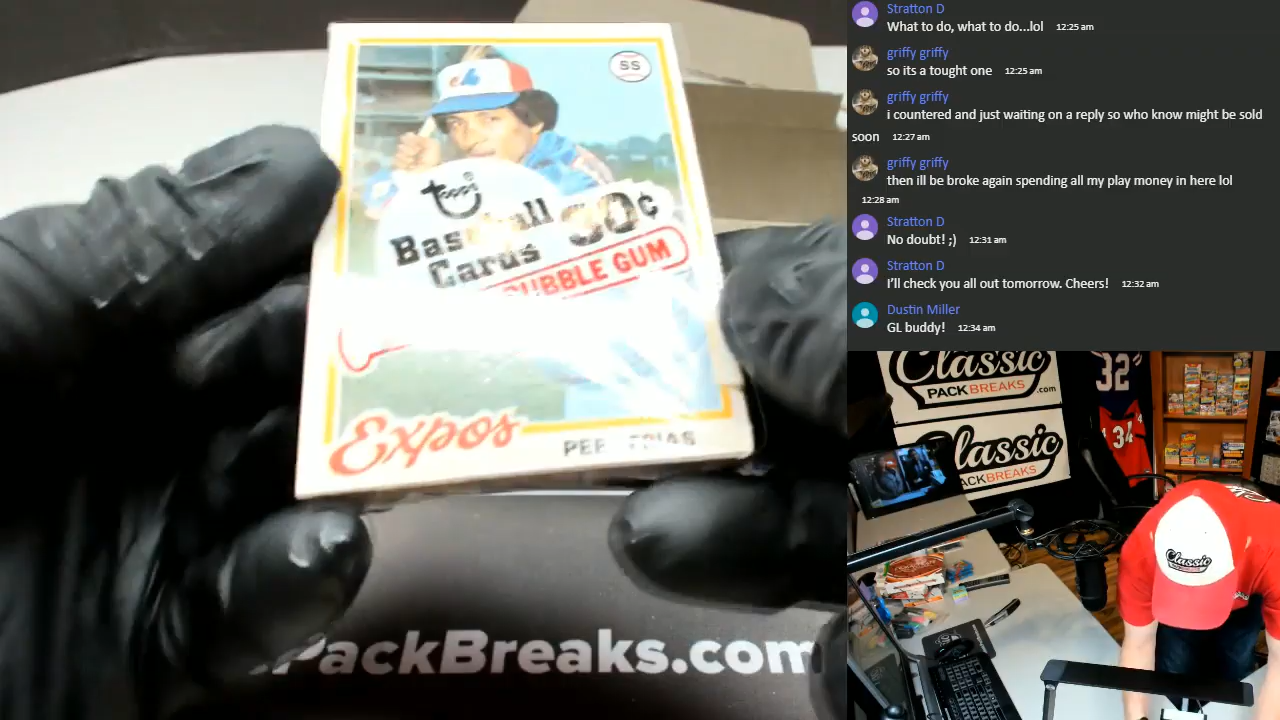 SS
Topps
Baseball 30¢
Cards
BUBBLE GUM
Expos
PackBreaks.com
Stratton D
What to do, what to do...lol 12:25 am
griffy griffy
so its a tought one 12:25 am
griffy griffy
i countered and just waiting on a reply so who know might be sold
soon 12:27 am
griffy griffy
then ill be broke again spending all my play money in here lol
12:28 am
Stratton D
No doubt! ;) 12:31 am
Stratton D
I'll check you all out tomorrow. Cheers! 12:32 am
Dustin Miller
GL buddy! 12:34 am
Classic
PACKBREAKS.com
Classic
PACKBREAKS
32
34
Classic